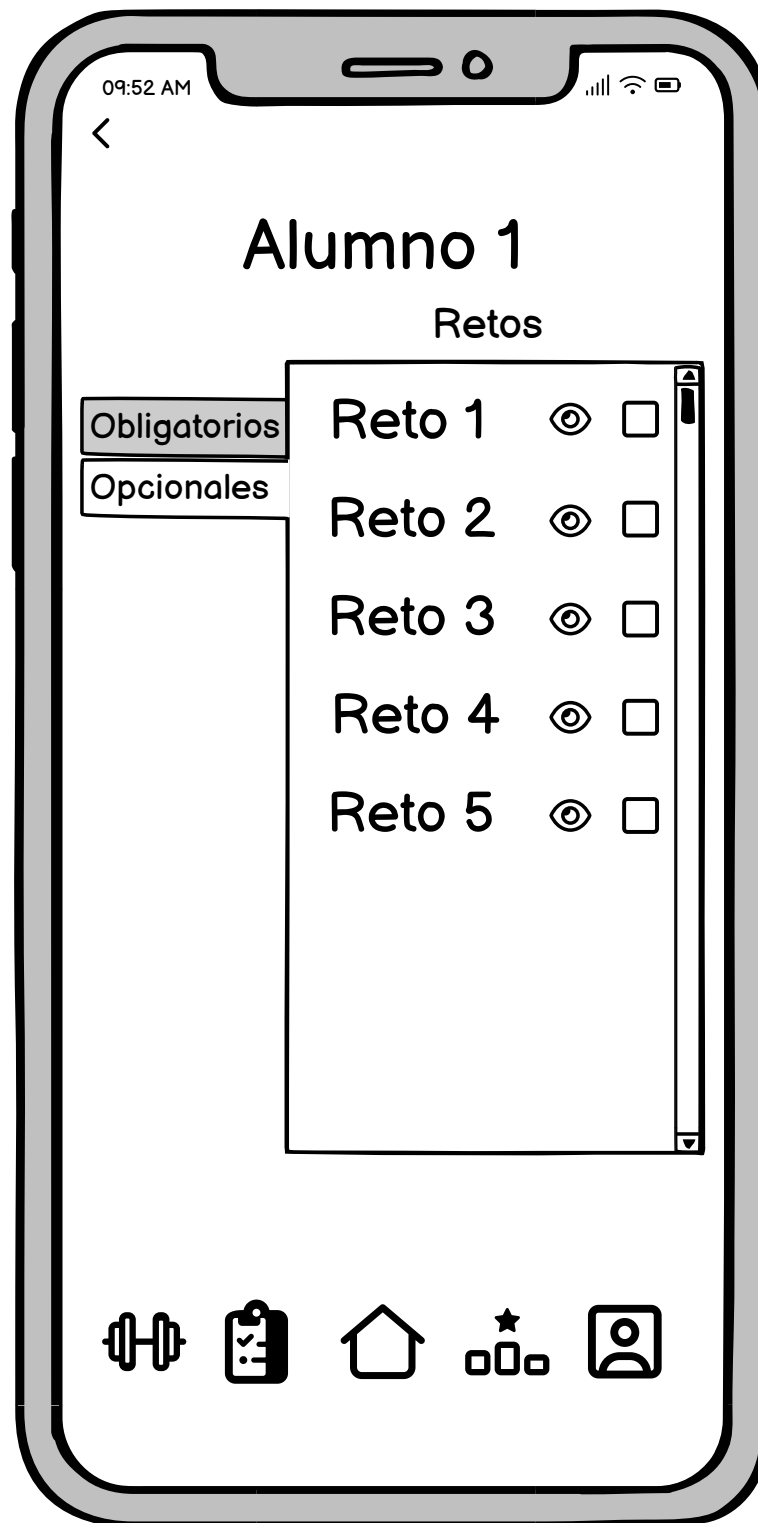 09:52 AM
Alumno 1
Retos
Obligatorios
Opcionales
Reto 1
Reto 2
Reto 3
Reto 4
Reto 5